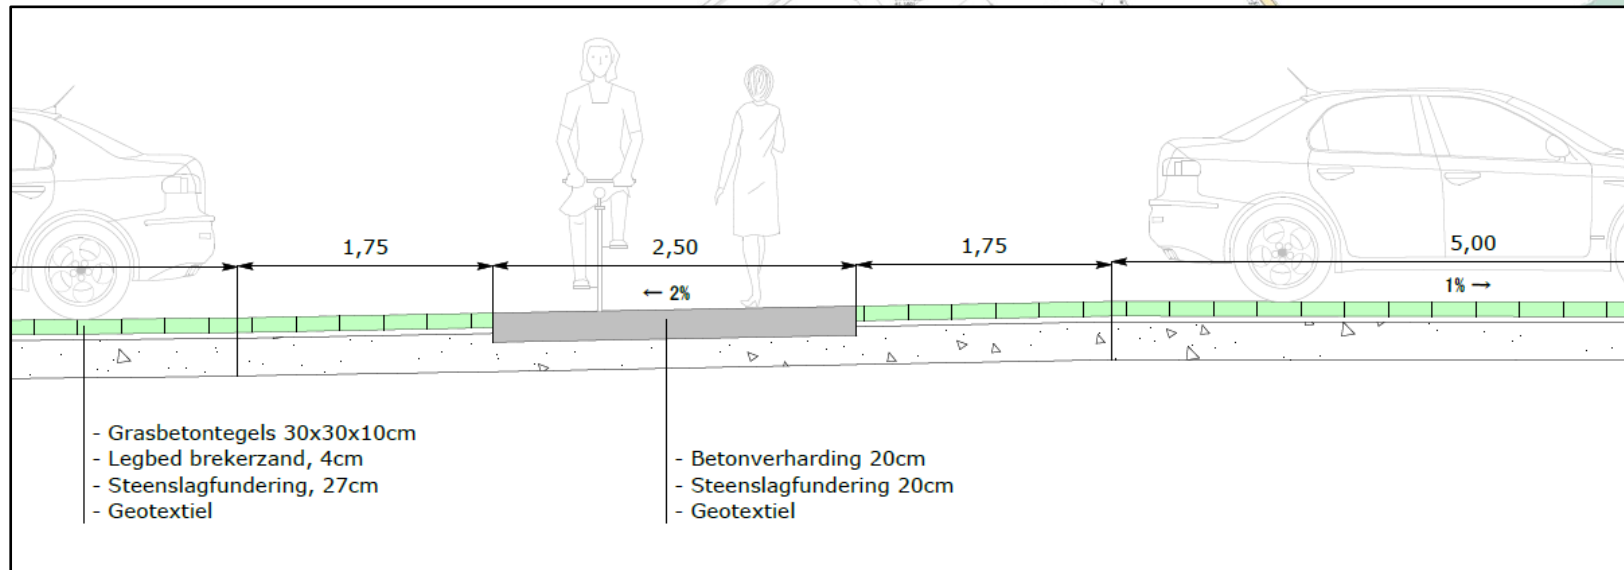 1,75
2,50
1,75
5,00
← 2%
1% →
- Grasbetontegels 30x30x10cm
- Legbed brekerzand, 4cm
- Steenslagfundering, 27cm
- Geotextiel
- Betonverharding 20cm
- Steenslagfundering 20cm
- Geotextiel